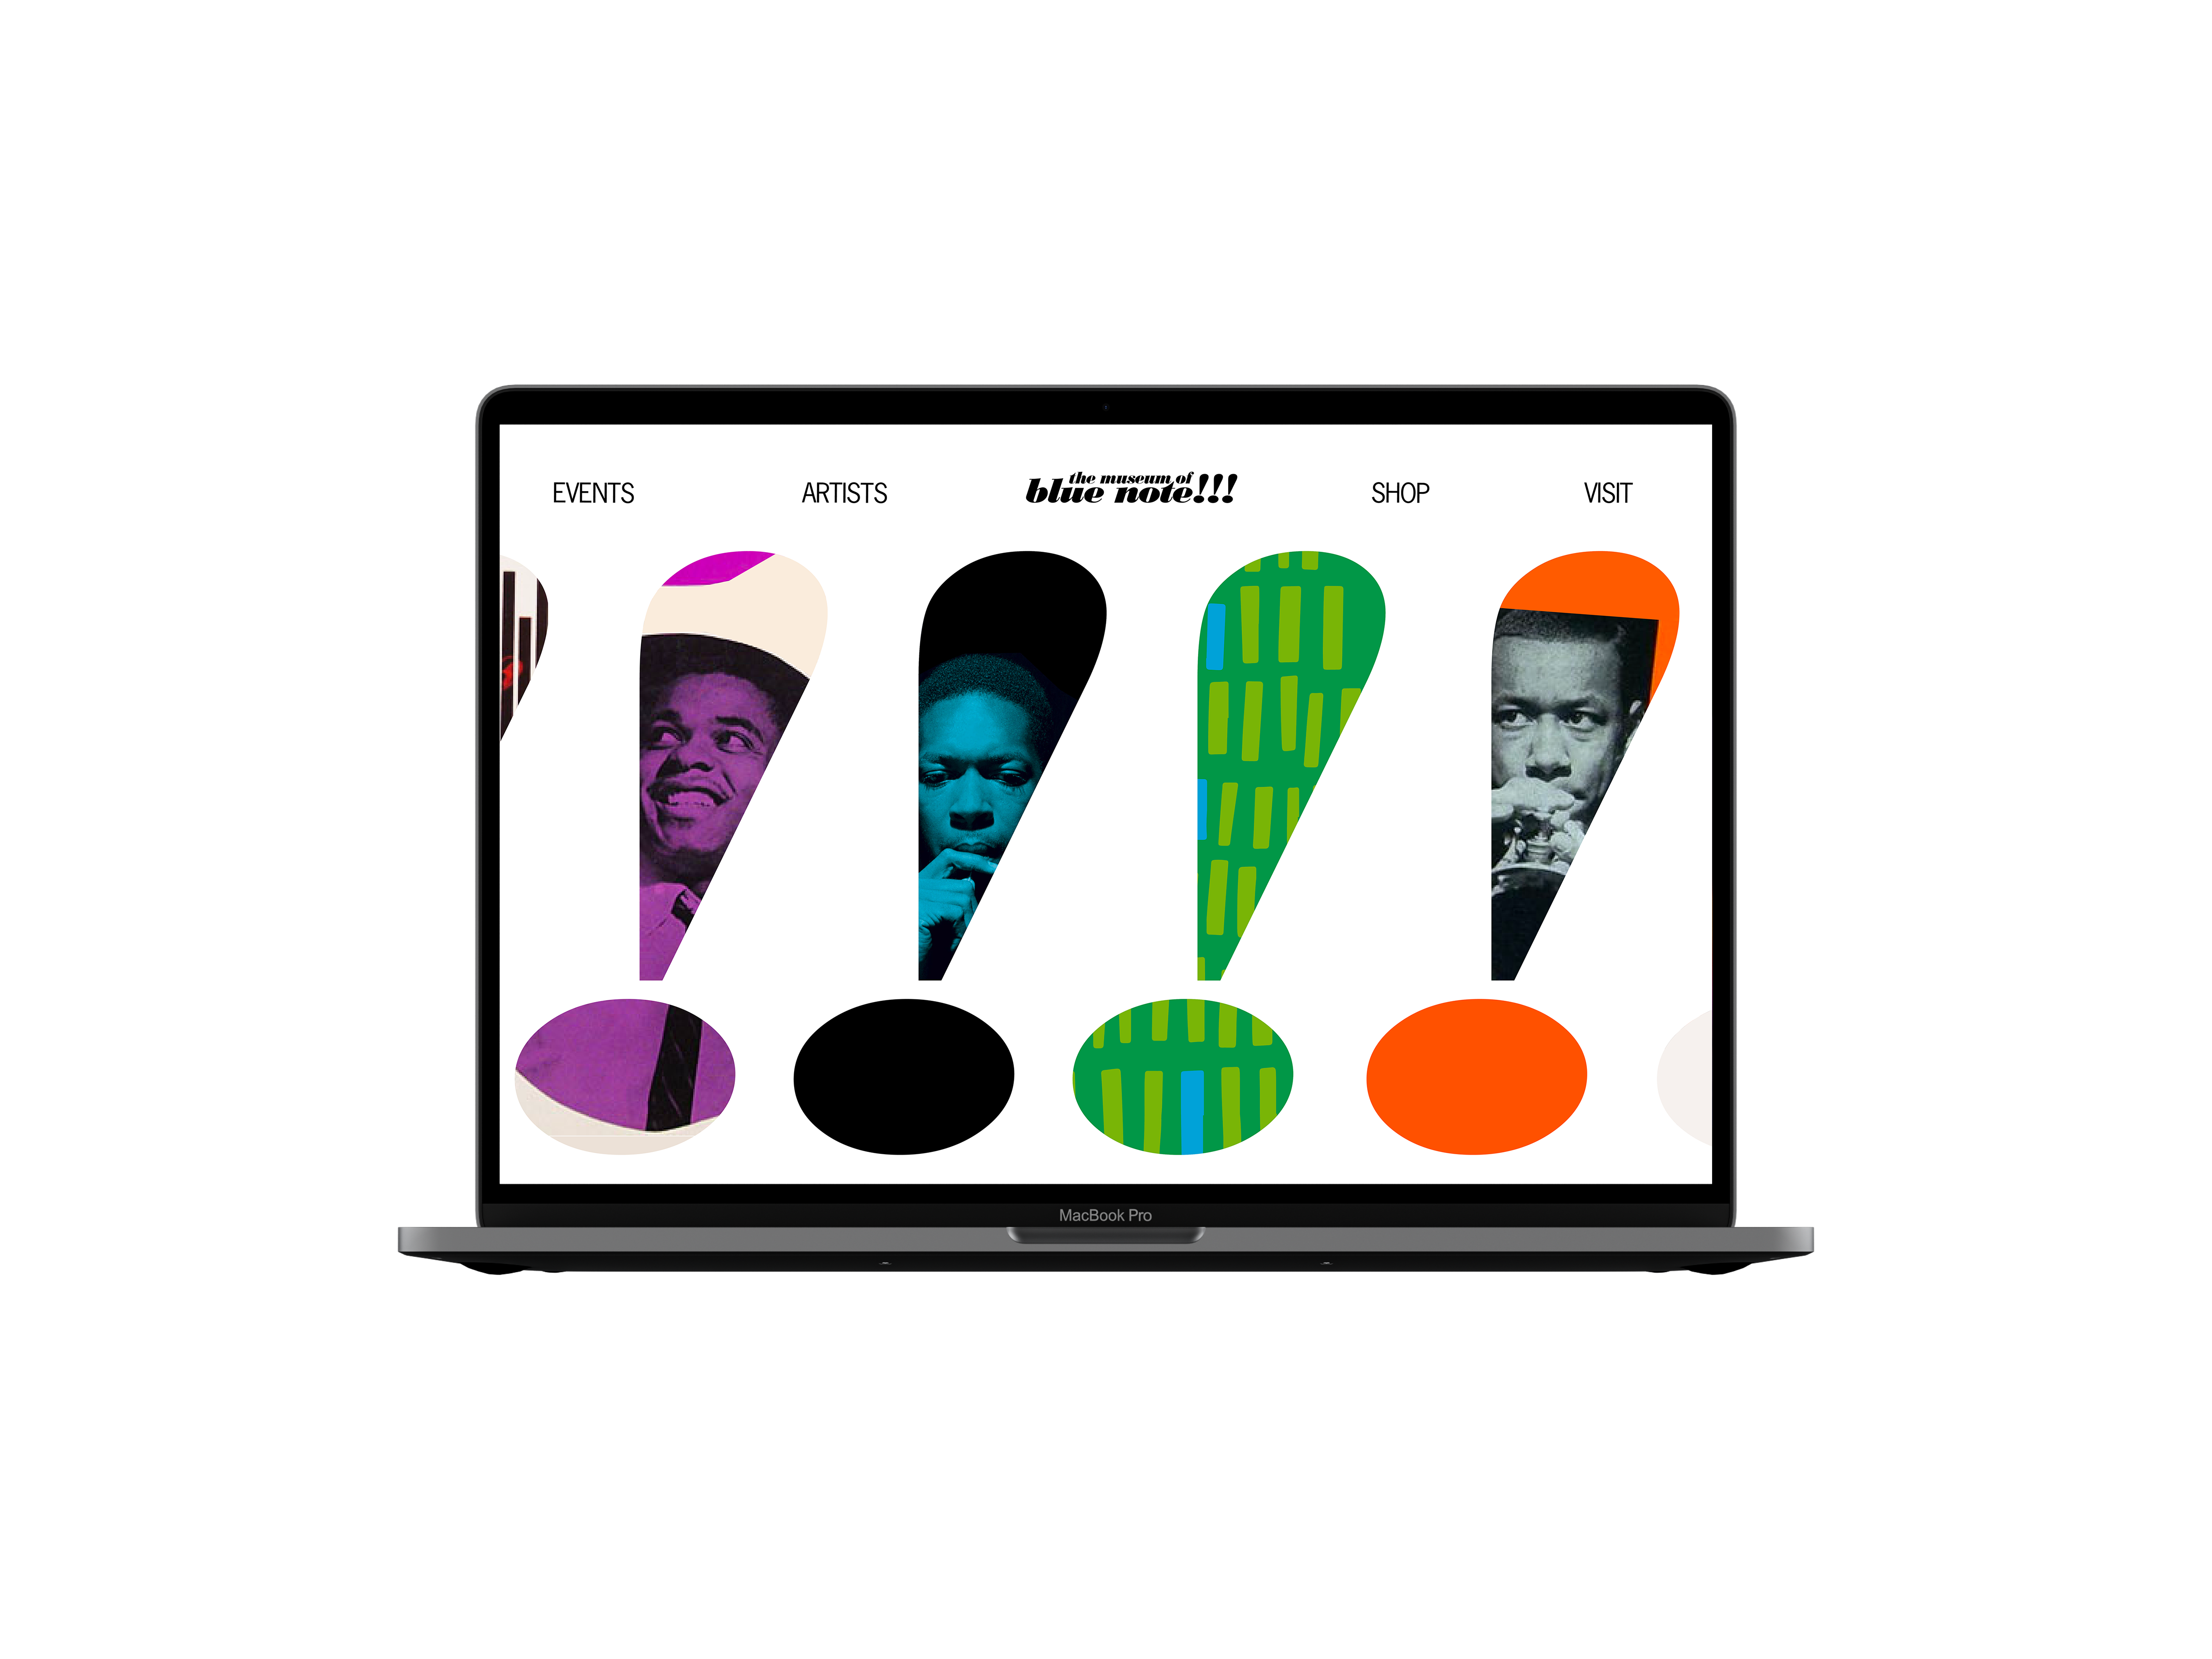 EVENTS
ARTISTS
the museum of
blue note!!!
SHOP
VISIT
MacBook Pro